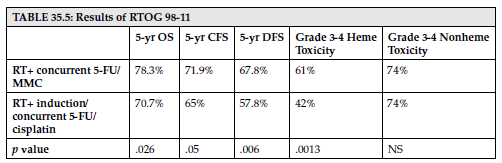 TABLE 35.5: Results of RTOG 98-11
5-yr OS 5-yr CFS 5-yr DFS Grade 3-4 Heme Toxicity Grade 3-4 Nonheme Toxicity
RT+ concurrent 5-FU/ MMC 78.3% 71.9% 67.8% 61% 74%
RT+ induction/ concurrent 5-FU/ cisplatin 70.7% 65% 57.8% 42% 74%
p value .026 .05 .006 .0013 NS